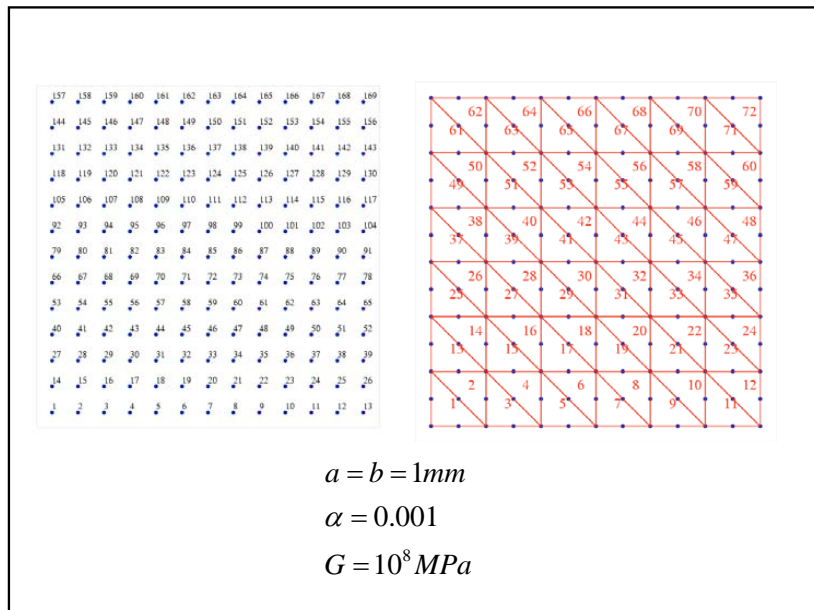 157 158 159 160 161 162 163 164 165 166 167 168 169
144 145 146 147 148 149 150 151 152 153 154 155 156
131 132 133 134 135 136 137 138 139 140 141 142 143
118 119 120 121 122 123 124 125 126 127 128 129 130
105 106 107 108 109 110 111 112 113 114 115 116 117
92 93 94 95 96 97 98 99 100 101 102 103 104
79 80 81 82 83 84 85 86 87 88 89 90 91
66 67 68 69 70 71 72 73 74 75 76 77 78
53 54 55 56 57 58 59 60 61 62 63 64 65
40 41 42 43 44 45 46 47 48 49 50 51 52
27 28 29 30 31 32 33 34 35 36 37 38 39
14 15 16 17 18 19 20 21 22 23 24 25 26
1 2 3 4 5 6 7 8 9 10 11 12 13
62 64 66 68 70 72
61 63 65 67 69 71
50 52 54 56 58 60
49 51 53 55 57 59
38 40 42 44 46 48
37 39 41 43 45 47
26 28 30 32 34 36
25 27 29 31 33 35
14 16 18 20 22 24
13 15 17 19 21 23
2 4 6 8 10 12
1 3 5 7 9 11
a = b = 1mm
α = 0.001
G = 10⁸ MPa